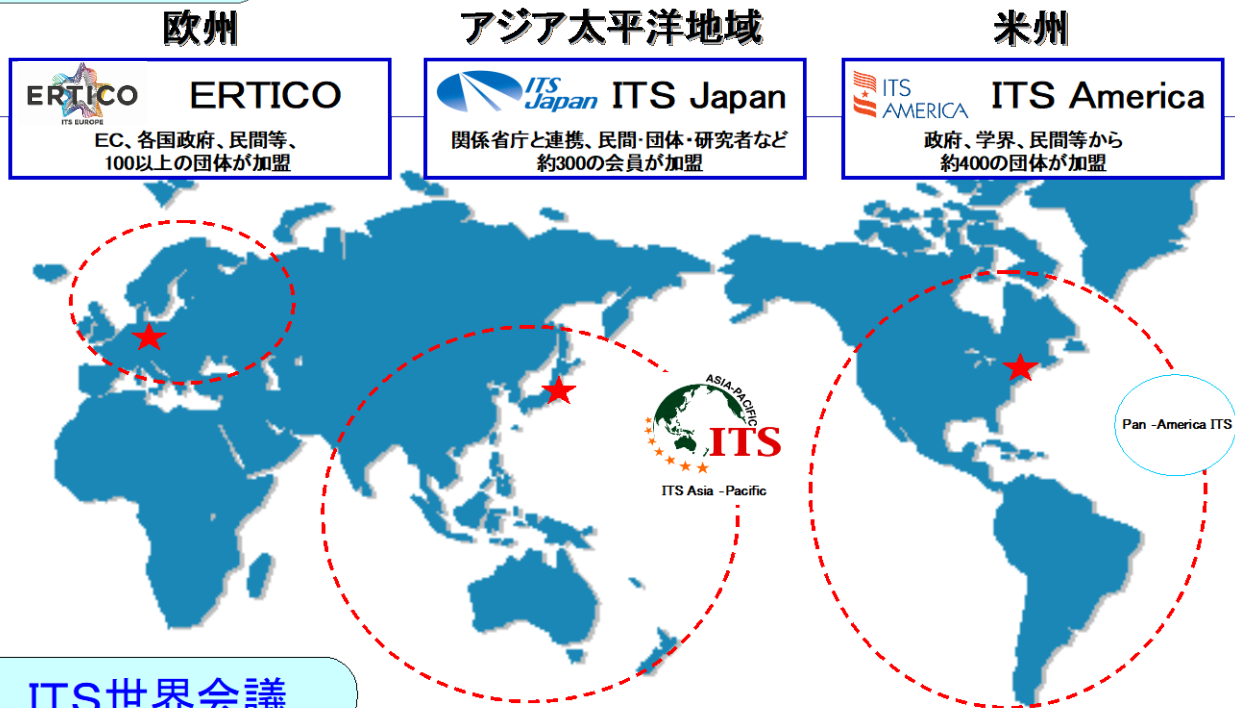 欧州
アジア太平洋地域
米州
ERTICO
ITS EUROPE
ERTICO
EC、各国政府、民間等、
100以上の団体が加盟
ITS
Japan
ITS Japan
関係省庁と連携、民間・団体・研究者など
約300の会員が加盟
ITS
AMERICA
ITS America
政府、学界、民間等から
約400の団体が加盟
ASIA-PACIFIC
ITS
ITS Asia -Pacific
Pan -America ITS
ITS世界会議